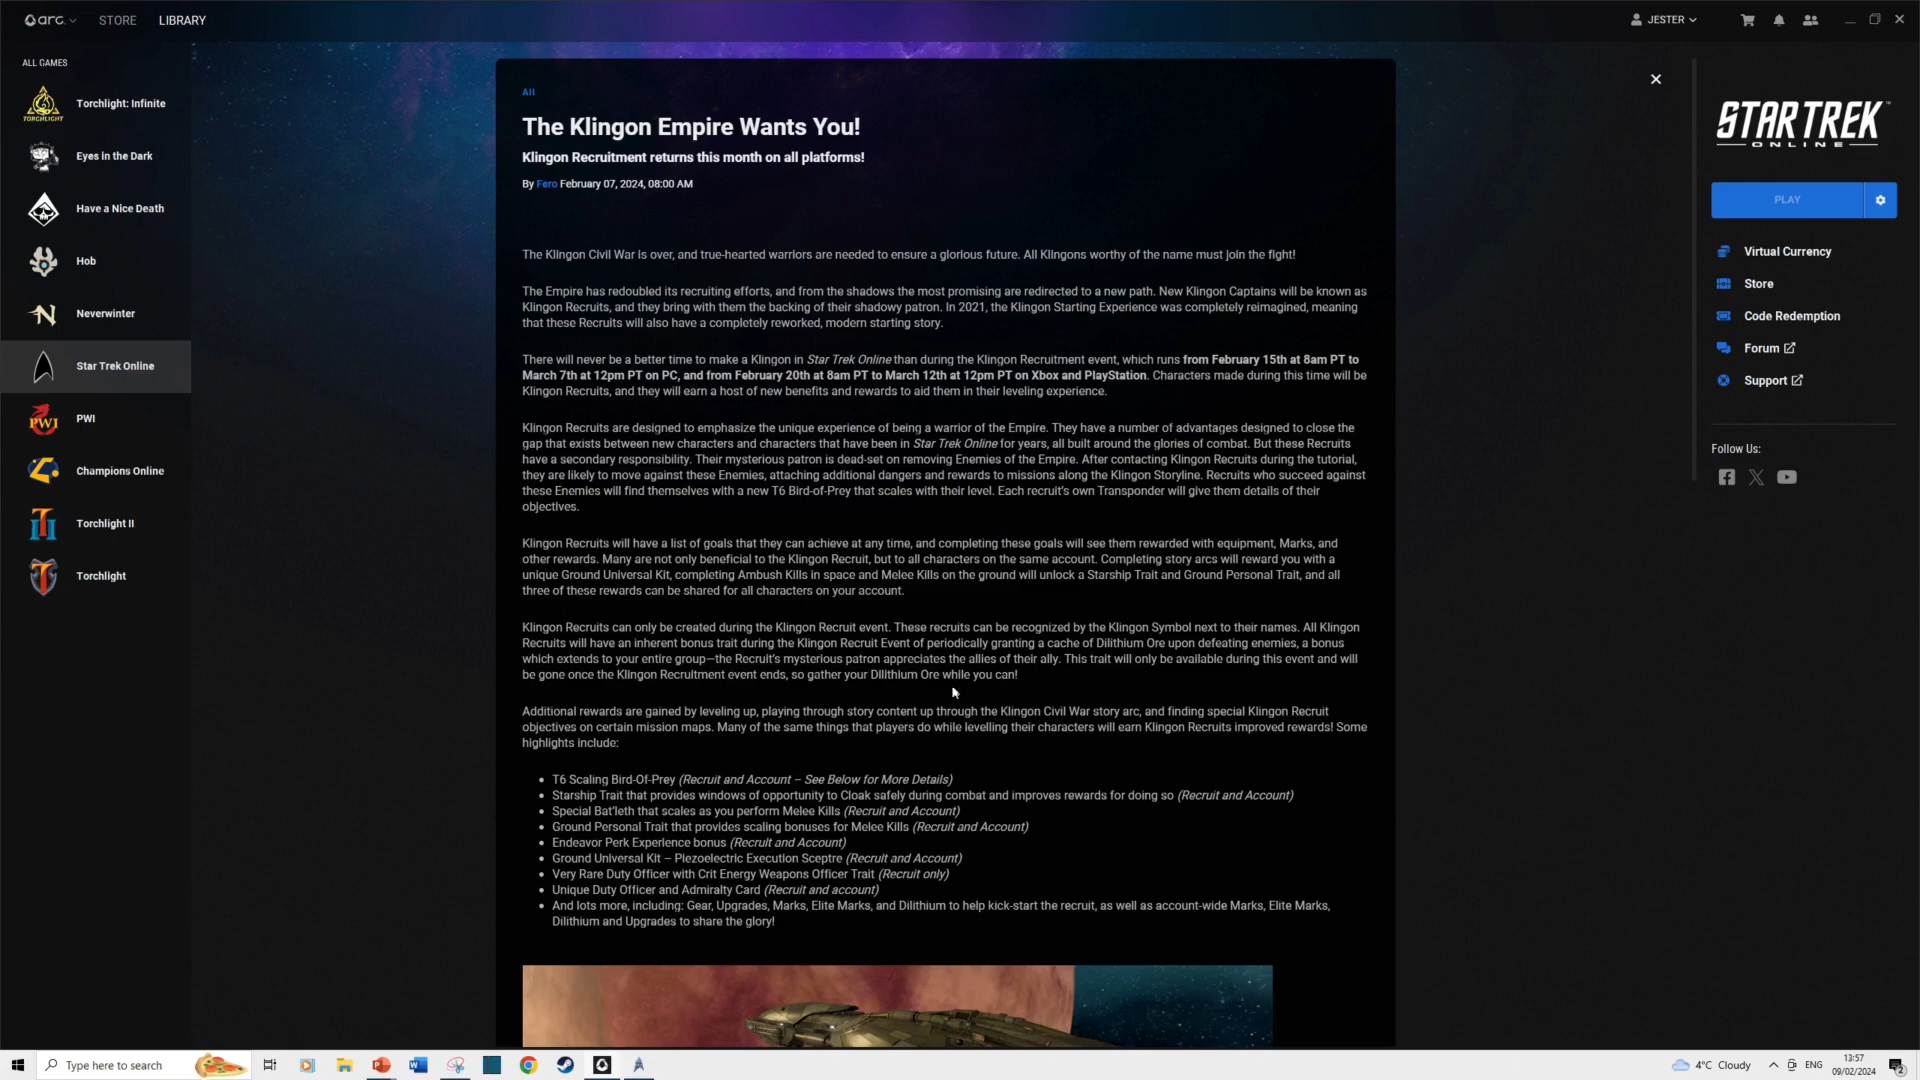 arc
STORE
LIBRARY
JESTER
ALL GAMES
TORCHLIGHT
Torchlight: Infinite
Eyes in the Dark
Have a Nice Death
Hob
Neverwinter
Star Trek Online
PWI
PWI
Champions Online
Torchlight II
Torchlight
All
The Klingon Empire Wants You!
Klingon Recruitment returns this month on all platforms!
By Fero February 07, 2024, 08:00 AM
The Klingon Civil War is over, and true-hearted warriors are needed to ensure a glorious future. All Klingons worthy of the name must join the fight!
The Empire has redoubled its recruiting efforts, and from the shadows the most promising are redirected to a new path. New Klingon Captains will be known as
Klingon Recruits, and they bring with them the backing of their shadowy patron. In 2021, the Klingon Starting Experience was completely reimagined, meaning
that these Recruits will also have a completely reworked, modern starting story.
There will never be a better time to make a Klingon in Star Trek Online than during the Klingon Recruitment event, which runs from February 15th at 8am PT to
March 7th at 12pm PT on PC, and from February 20th at 8am PT to March 12th at 12pm PT on Xbox and PlayStation. Characters made during this time will be
Klingon Recruits, and they will earn a host of new benefits and rewards to aid them in their leveling experience.
Klingon Recruits are designed to emphasize the unique experience of being a warrior of the Empire. They have a number of advantages designed to close the
gap that exists between new characters and characters that have been in Star Trek Online for years, all built around the glories of combat. But these Recruits
have a secondary responsibility. Their mysterious patron is dead-set on removing Enemies of the Empire. After contacting Klingon Recruits during the tutorial,
they are likely to move against these Enemies, attaching additional dangers and rewards to missions along the Klingon Storyline. Recruits who succeed against
these Enemies will find themselves with a new T6 Bird-of-Prey that scales with their level. Each recruit's own Transponder will give them details of their
objectives.
Klingon Recruits will have a list of goals that they can achieve at any time, and completing these goals will see them rewarded with equipment, Marks, and
other rewards. Many are not only beneficial to the Klingon Recruit, but to all characters on the same account. Completing story arcs will reward you with a
unique Ground Universal Kit, completing Ambush Kills in space and Melee Kills on the ground will unlock a Starship Trait and Ground Personal Trait, and all
three of these rewards can be shared for all characters on your account.
Klingon Recruits can only be created during the Klingon Recruit event. These recruits can be recognized by the Klingon Symbol next to their names. All Klingon
Recruits will have an inherent bonus trait during the Klingon Recruit Event of periodically granting a cache of Dilithium Ore upon defeating enemies, a bonus
which extends to your entire group—the Recruit's mysterious patron appreciates the allies of their ally. This trait will only be available during this event and will
be gone once the Klingon Recruitment event ends, so gather your Dilithium Ore while you can!
Additional rewards are gained by leveling up, playing through story content up through the Klingon Civil War story arc, and finding special Klingon Recruit
objectives on certain mission maps. Many of the same things that players do while levelling their characters will earn Klingon Recruits improved rewards! Some
highlights include:
• T6 Scaling Bird-Of-Prey (Recruit and Account – See Below for More Details)
• Starship Trait that provides windows of opportunity to Cloak safely during combat and improves rewards for doing so (Recruit and Account)
• Special Bat'leth that scales as you perform Melee Kills (Recruit and Account)
• Ground Personal Trait that provides scaling bonuses for Melee Kills (Recruit and Account)
• Endeavor Perk Experience bonus (Recruit and Account)
• Ground Universal Kit – Piezoelectric Execution Sceptre (Recruit and Account)
• Very Rare Duty Officer with Crit Energy Weapons Officer Trait (Recruit only)
• Unique Duty Officer and Admiralty Card (Recruit and account)
• And lots more, including: Gear, Upgrades, Marks, Elite Marks, and Dilithium to help kick-start the recruit, as well as account-wide Marks, Elite Marks,
Dilithium and Upgrades to share the glory!
STAR TREK
ONLINE
PLAY
Virtual Currency
Store
Code Redemption
Forum
Support
Follow Us:
Type here to search
4°C Cloudy
ENG
13:57
09/02/2024
2